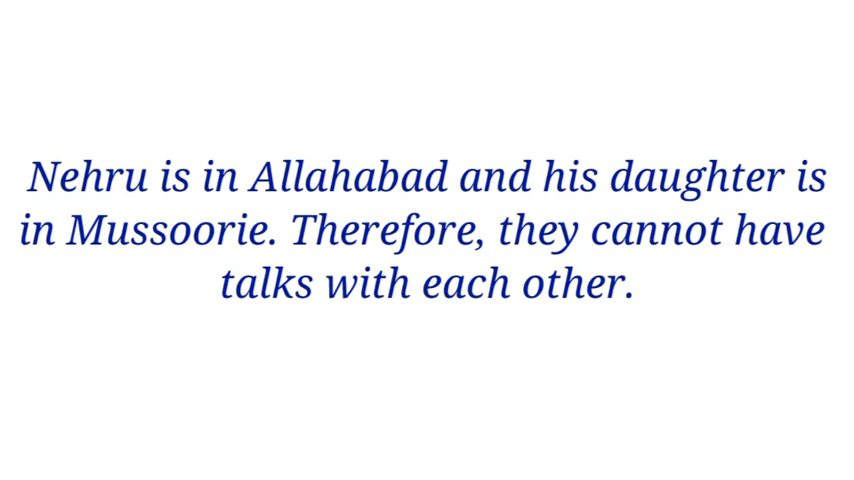 Nehru is in Allahabad and his daughter is
in Mussoorie. Therefore, they cannot have
talks with each other.